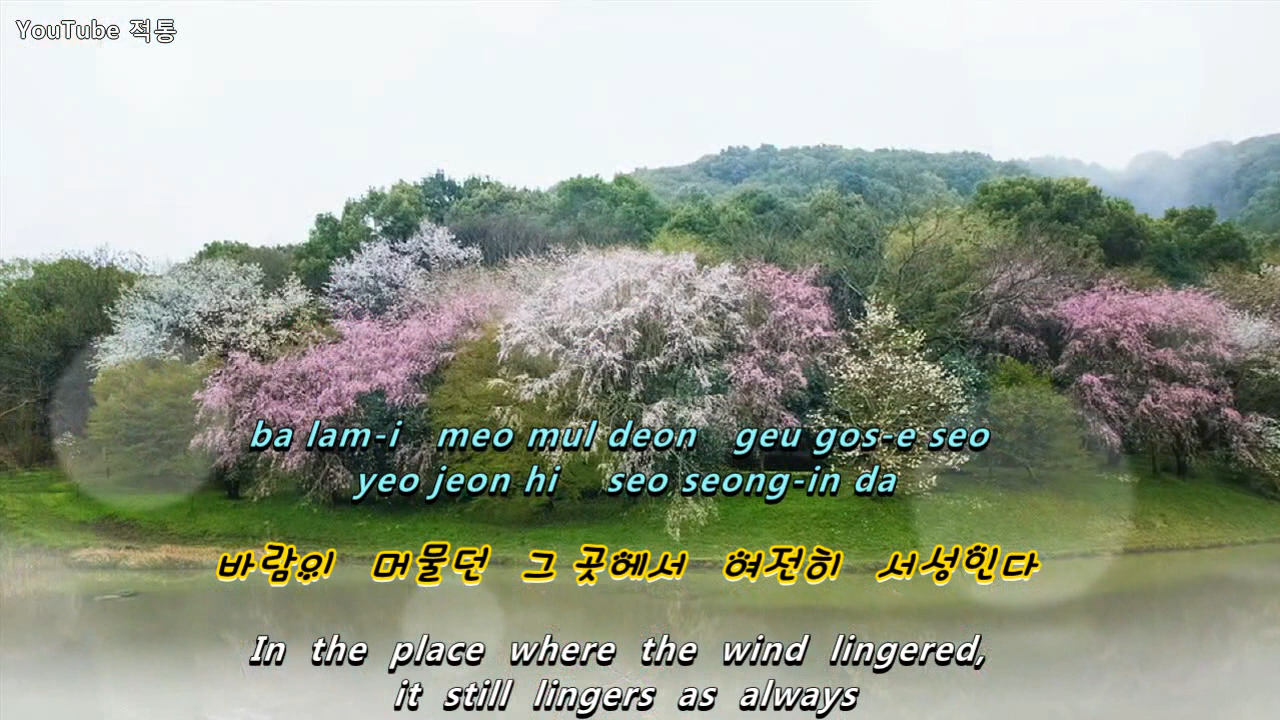 YouTube 적통
ba lam-i meo mul deon geu gos-e seo
yeo jeon hi seo seong-in da
바람이 머물던 그 곳에서 여전히 서성인다
In the place where the wind lingered,
it still lingers as always